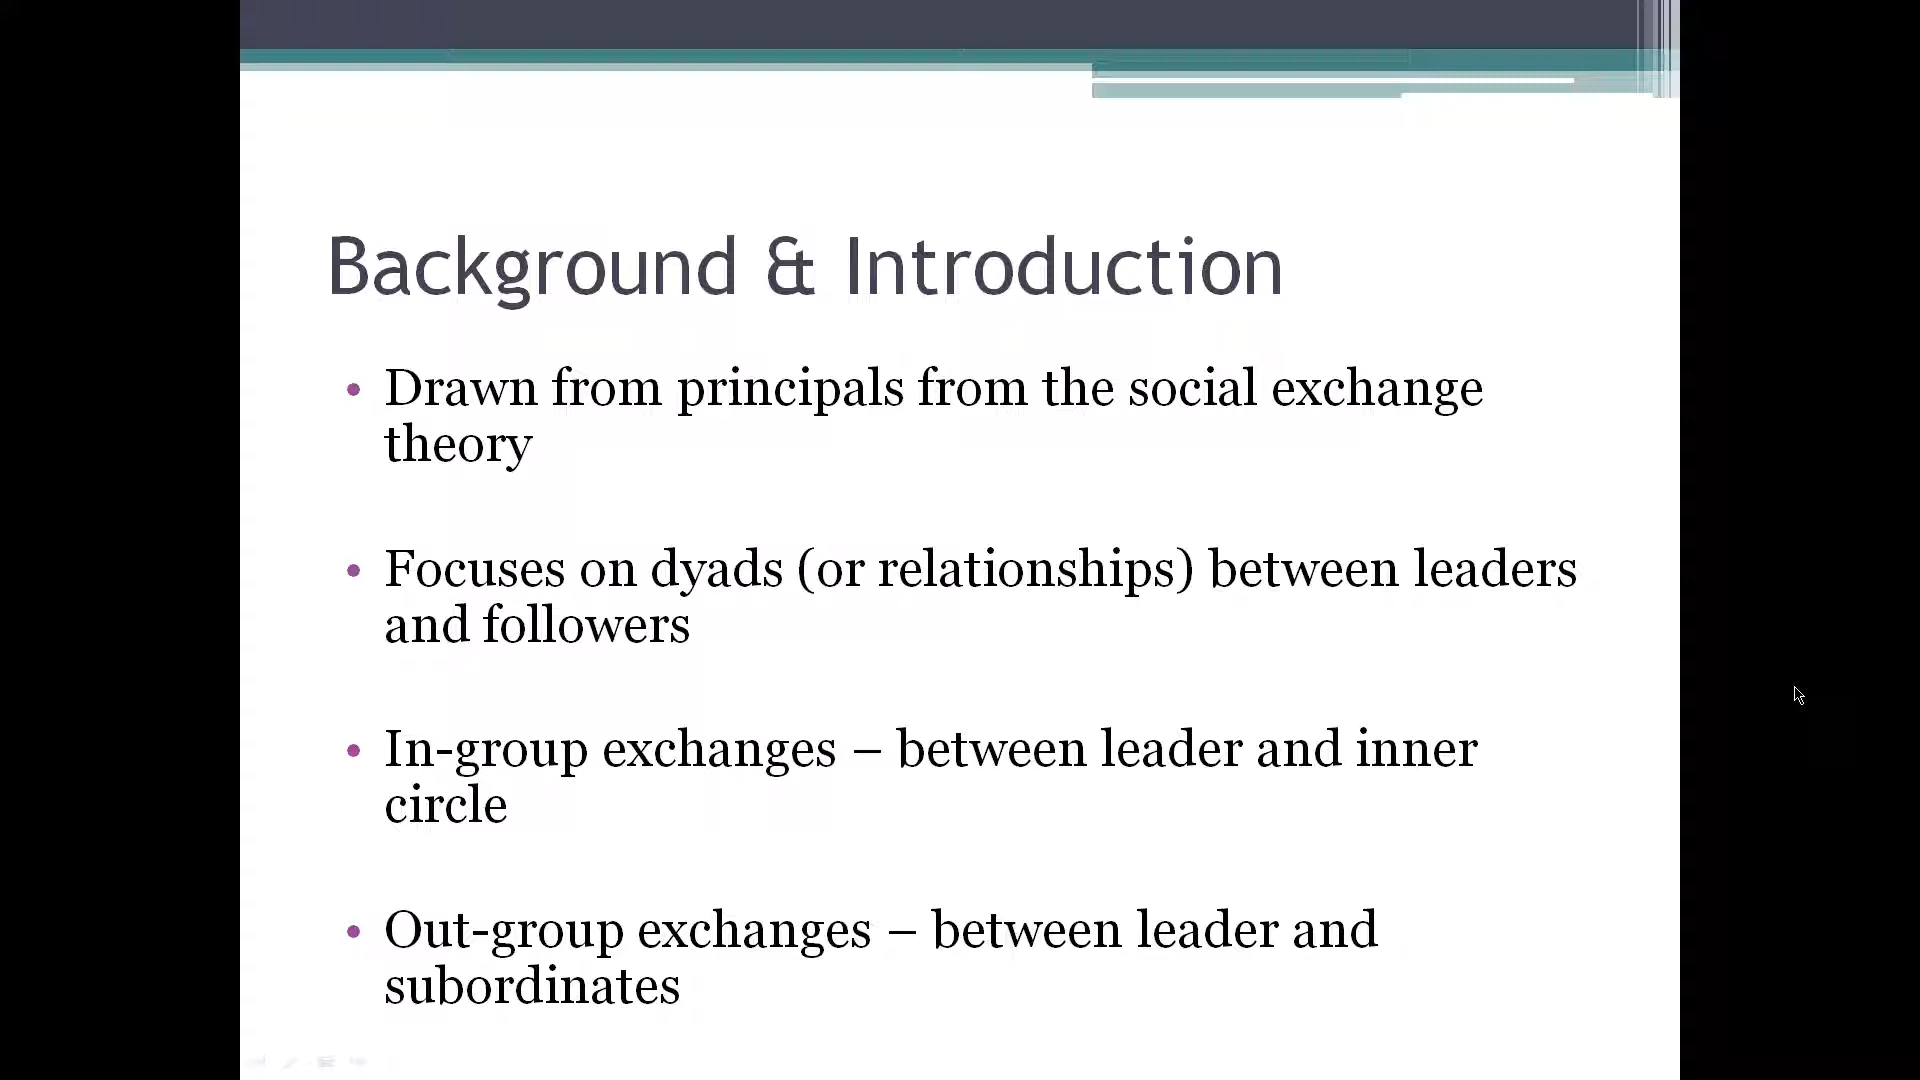 Background & Introduction
• Drawn from principals from the social exchange
theory
• Focuses on dyads (or relationships) between leaders
and followers
• In-group exchanges – between leader and inner
circle
• Out-group exchanges – between leader and
subordinates